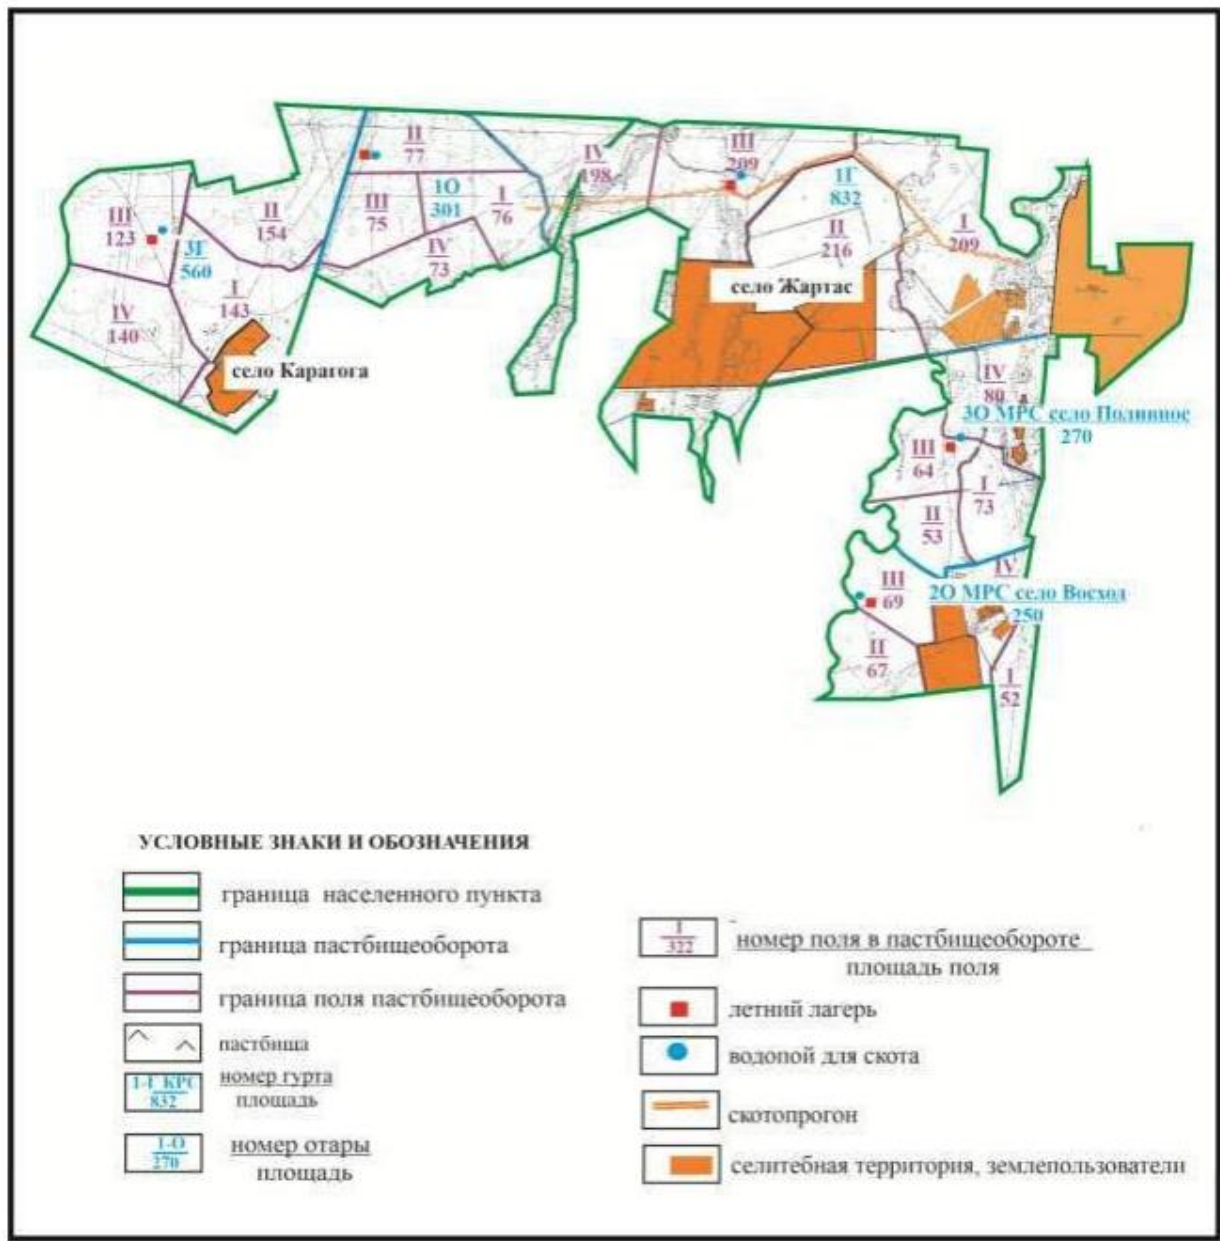 II
77
III
209
IV
198
1Г
832
III
75
1О
301
I
76
III
123
II
154
3Г
560
IV
73
II
216
I
209
I
143
IV
140
село Жартас
село Карагога
IV
80
3О МРС село Поливное
270
III
64
I
73
II
53
IV
III
69
2О МРС село Восход
250
II
67
I
52
УСЛОВНЫЕ ЗНАКИ И ОБОЗНАЧЕНИЯ
граница населенного пункта
граница пастбищеоборота
граница поля пастбищеоборота
пастбища
1-Г КРС
832
номер гурта
площадь
1-О
270
номер отары
площадь
I
322
номер поля в пастбищеобороте
площадь поля
летний лагерь
водопой для скота
скотопрогон
селитебная территория, землепользователи